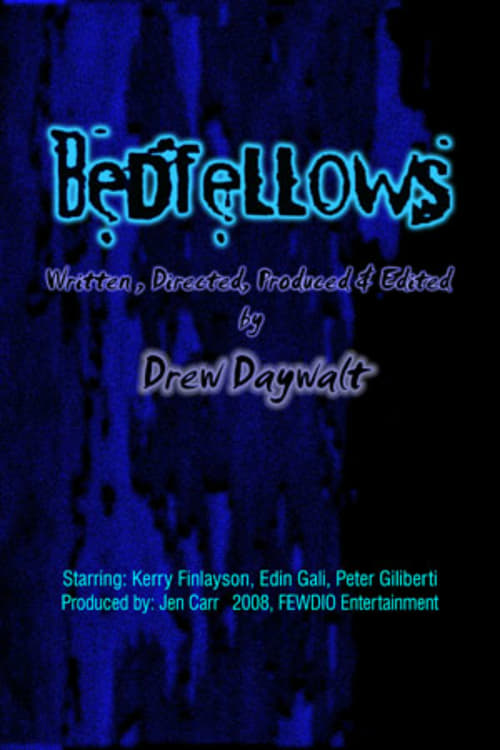 BeDfeLLOWS
Written, Directed, Produced & Edited
by
Drew Daywalt
Starring: Kerry Finlayson, Edin Gali, Peter Giliberti
Produced by: Jen Carr 2008, FEWDIO Entertainment